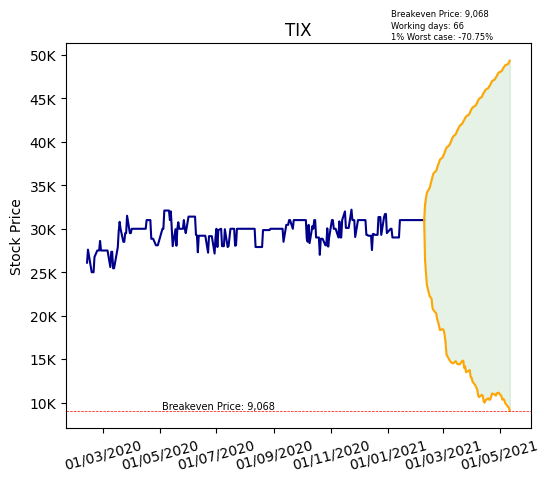 Breakeven Price: 9,068
Working days: 66
1% Worst case: -70.75%
TIX
Stock Price
50K
45K
40K
35K
30K
25K
20K
15K
10K
Breakeven Price: 9,068
01/03/2020
01/05/2020
01/07/2020
01/09/2020
01/11/2020
01/01/2021
01/03/2021
01/05/2021